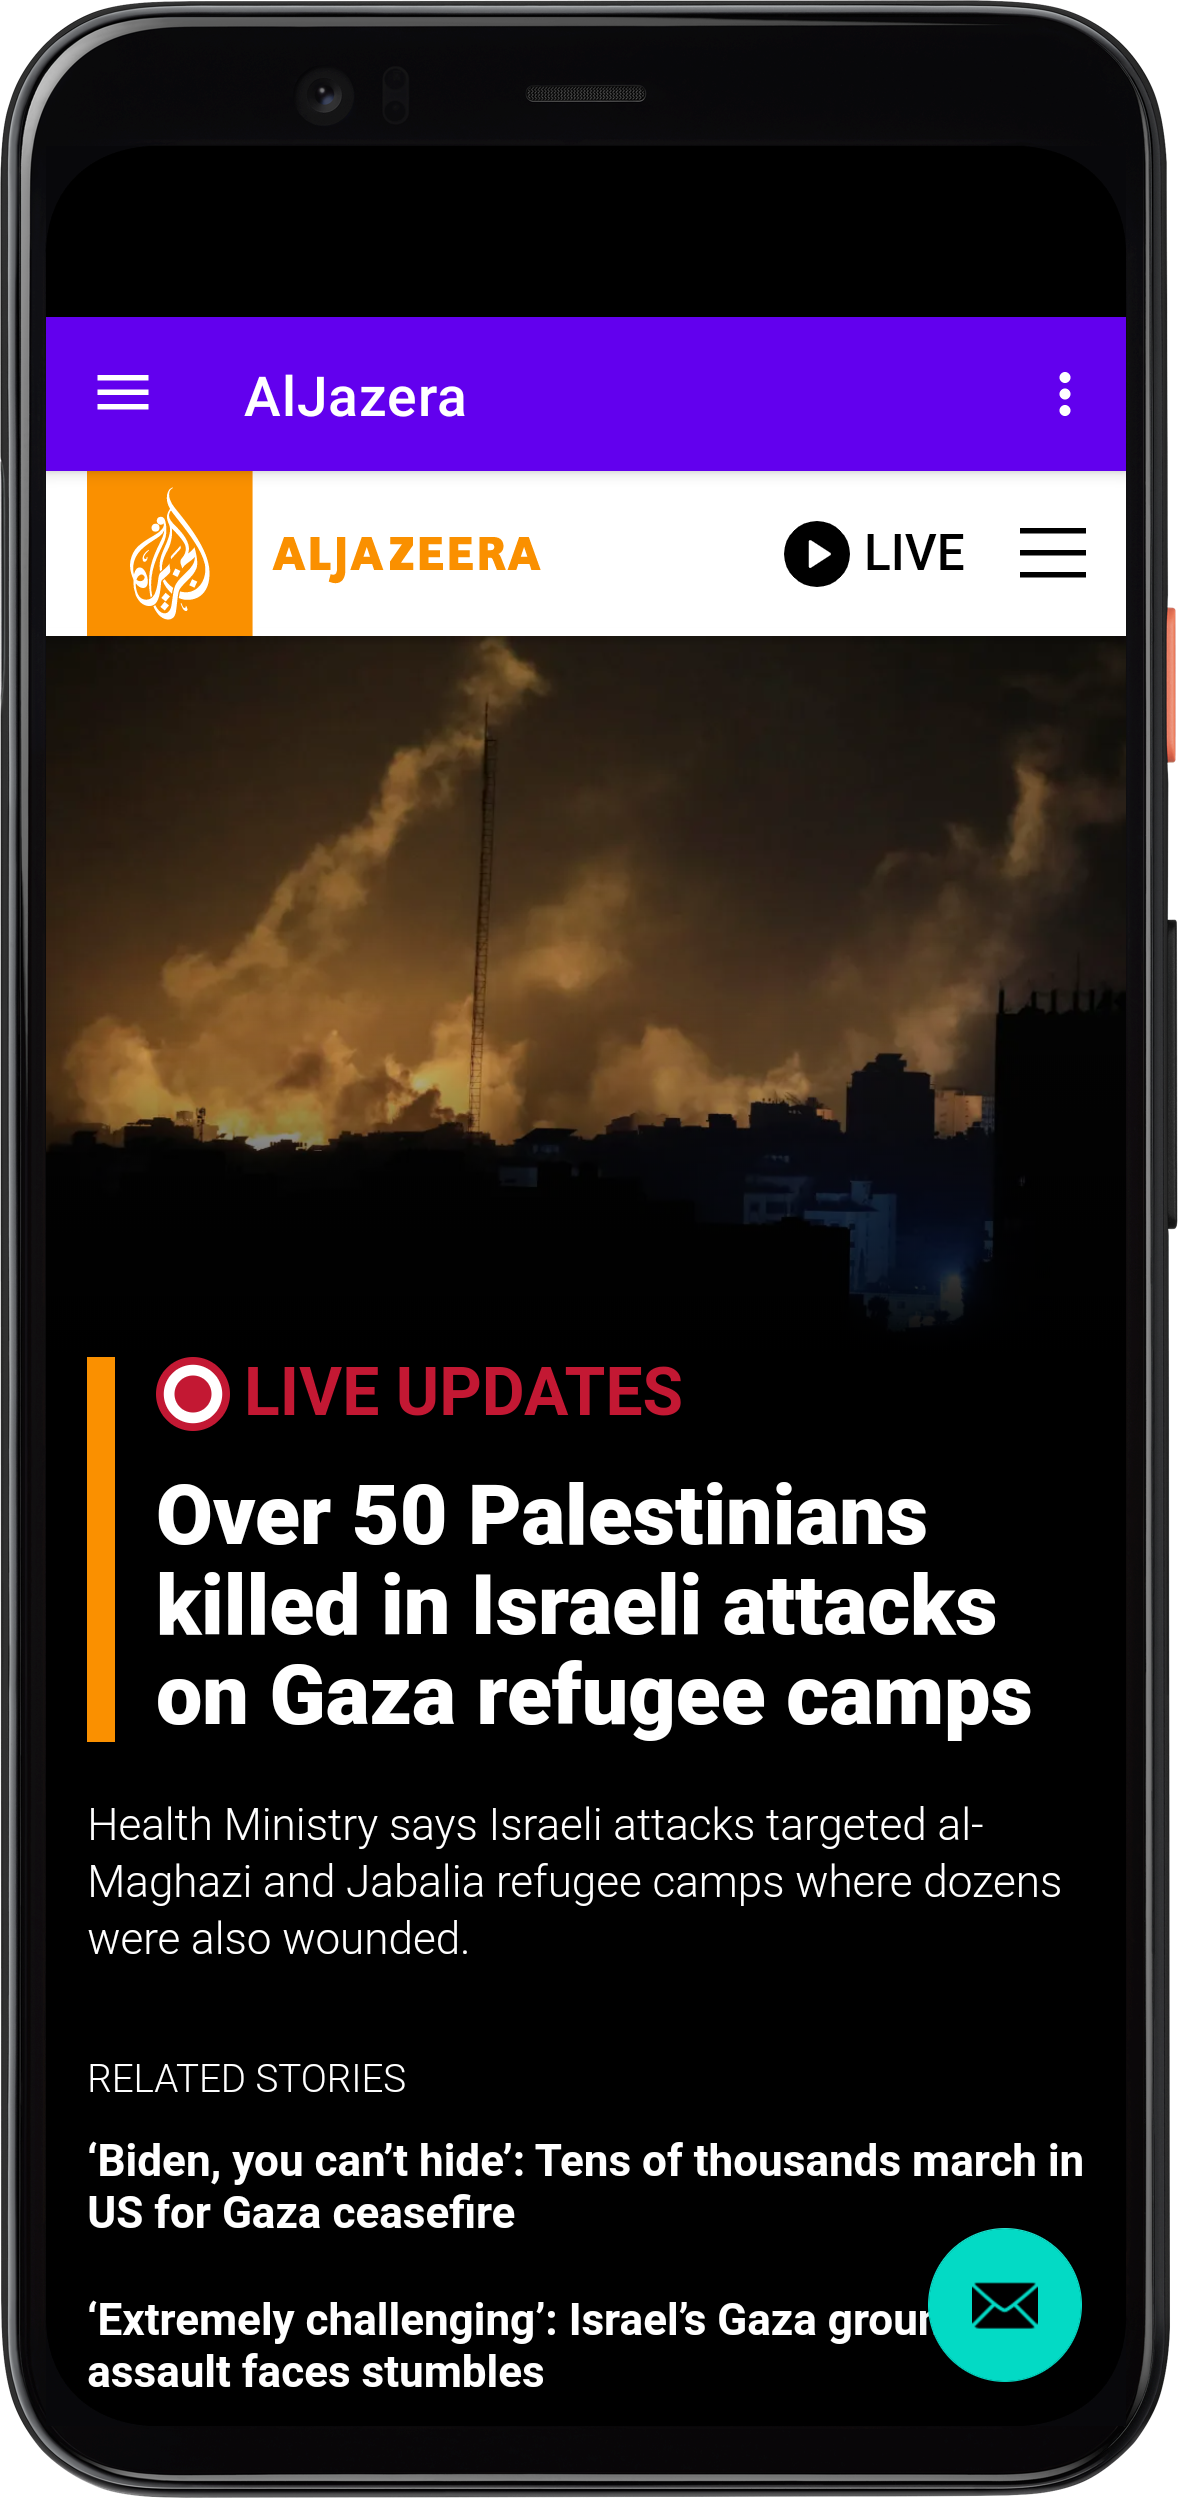 AlJazera
ALJAZEERA
LIVE
LIVE UPDATES
Over 50 Palestinians
killed in Israeli attacks
on Gaza refugee camps
Health Ministry says Israeli attacks targeted al-
Maghazi and Jabalia refugee camps where dozens
were also wounded.
RELATED STORIES
‘Biden, you can’t hide’: Tens of thousands march in
US for Gaza ceasefire
‘Extremely challenging’: Israel’s Gaza
assault faces stumbles